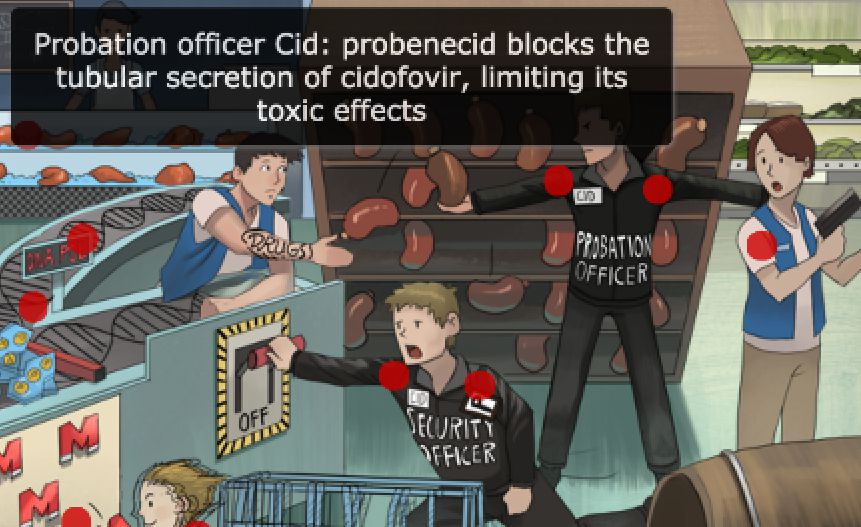 Probation officer Cid: probenecid blocks the
tubular secretion of cidofovir, limiting its
toxic effects
DRUGS
CID
PROBATION
OFFICER
OFF
CID
SECURITY
OFFICER
M
M
M